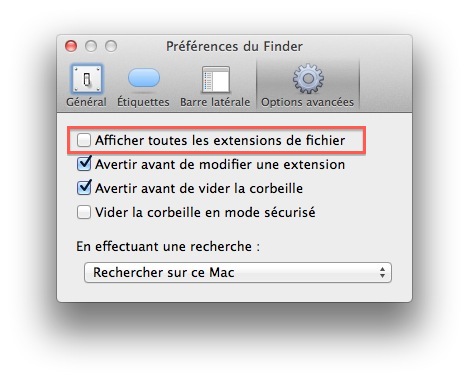 Préférences du Finder
Général Étiquettes Barre latérale Options avancées
Afficher toutes les extensions de fichier
Avertir avant de modifier une extension
Avertir avant de vider la corbeille
Vider la corbeille en mode sécurisé
En effectuant une recherche :
Rechercher sur ce Mac